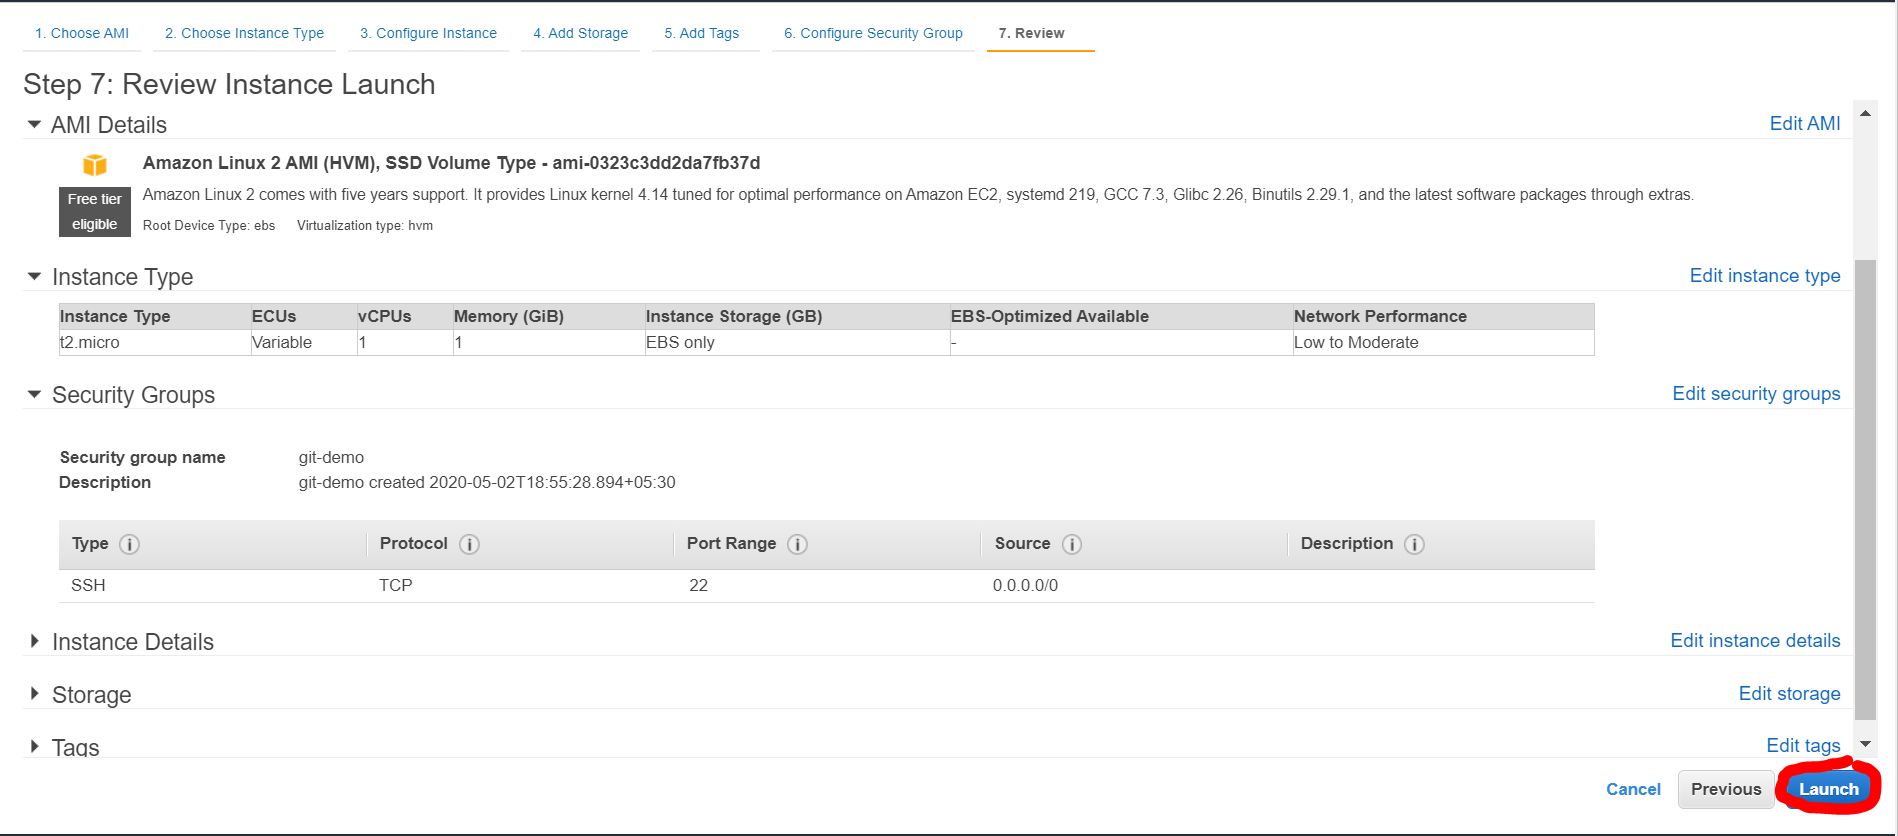 1. Choose AMI 2. Choose Instance Type 3. Configure Instance 4. Add Storage 5. Add Tags 6. Configure Security Group 7. Review
Step 7: Review Instance Launch
AMI Details Edit AMI
Amazon Linux 2 AMI (HVM), SSD Volume Type - ami-0323c3dd2da7fb37d
Free tier eligible
Amazon Linux 2 comes with five years support. It provides Linux kernel 4.14 tuned for optimal performance on Amazon EC2, systemd 219, GCC 7.3, Glibc 2.26, Binutils 2.29.1, and the latest software packages through extras.
Root Device Type: ebs Virtualization type: hvm
Instance Type Edit instance type
Instance Type ECUs vCPUs Memory (GiB) Instance Storage (GB) EBS-Optimized Available Network Performance
t2.micro Variable 1 1 EBS only - Low to Moderate
Security Groups Edit security groups
Security group name git-demo
Description git-demo created 2020-05-02T18:55:28.894+05:30
Type i Protocol i Port Range i Source i Description i
SSH TCP 22 0.0.0.0/0
Instance Details Edit instance details
Storage Edit storage
Tags Edit tags
Cancel Previous Launch